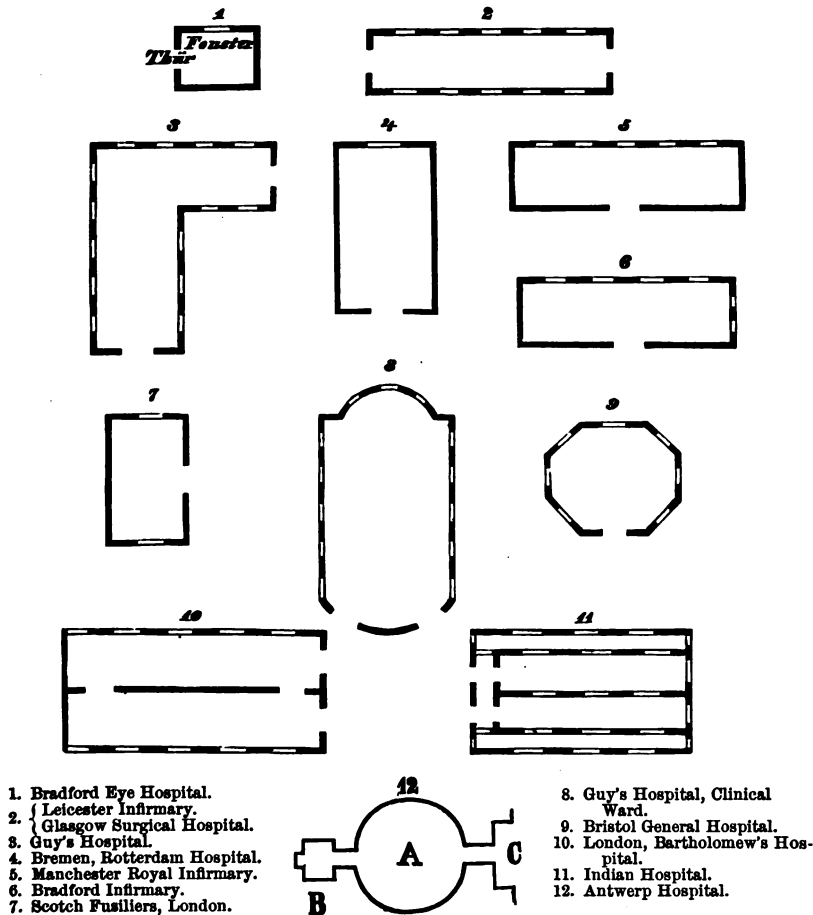 1
2
Fenster
Thür
3
4
5
6
7
8
9
10
11
12
A
B
C
1. Bradford Eye Hospital.
2. { Leicester Infirmary.
{ Glasgow Surgical Hospital.
3. Guy's Hospital.
4. Bremen, Rotterdam Hospital.
5. Manchester Royal Infirmary.
6. Bradford Infirmary.
7. Scotch Fusiliers, London.
8. Guy's Hospital, Clinical
Ward.
9. Bristol General Hospital.
10. London, Bartholomew's Hos-
pital.
11. Indian Hospital.
12. Antwerp Hospital.